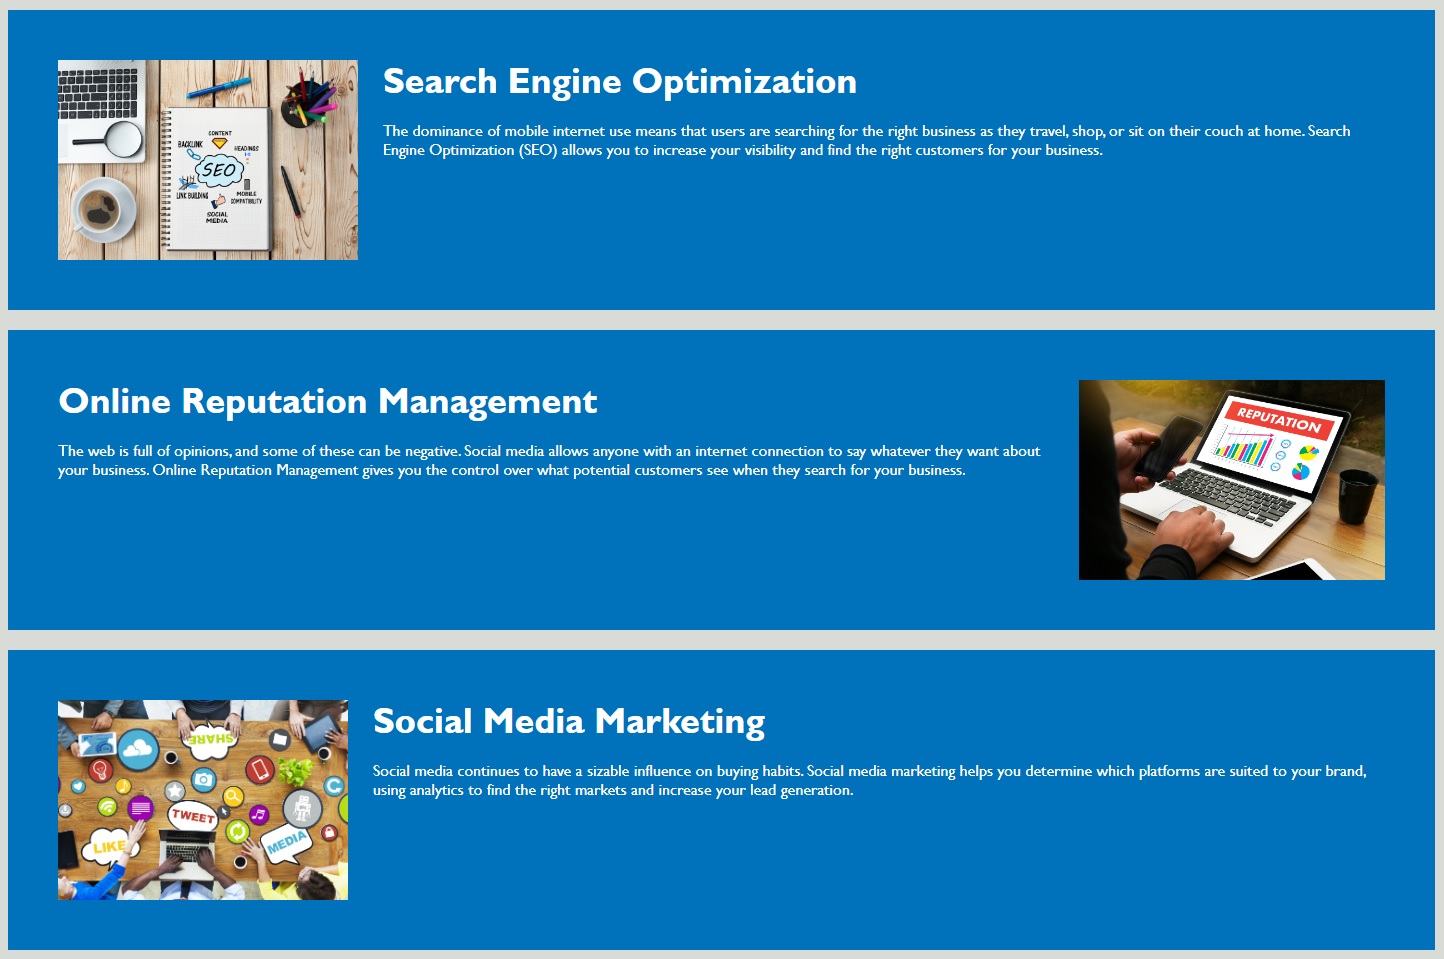 Search Engine Optimization
The dominance of mobile internet use means that users are searching for the right business as they travel, shop, or sit on their couch at home. Search
Engine Optimization (SEO) allows you to increase your visibility and find the right customers for your business.
CONTENT
BACKLINK
HEADINGS
SEO
LINK BUILDING
MOBILE
COMPATIBILITY
SOCIAL
MEDIA
Online Reputation Management
The web is full of opinions, and some of these can be negative. Social media allows anyone with an internet connection to say whatever they want about
your business. Online Reputation Management gives you the control over what potential customers see when they search for your business.
REPUTATION
Social Media Marketing
Social media continues to have a sizable influence on buying habits. Social media marketing helps you determine which platforms are suited to your brand,
using analytics to find the right markets and increase your lead generation.
SHARE
TWEET
LIKE
MEDIA